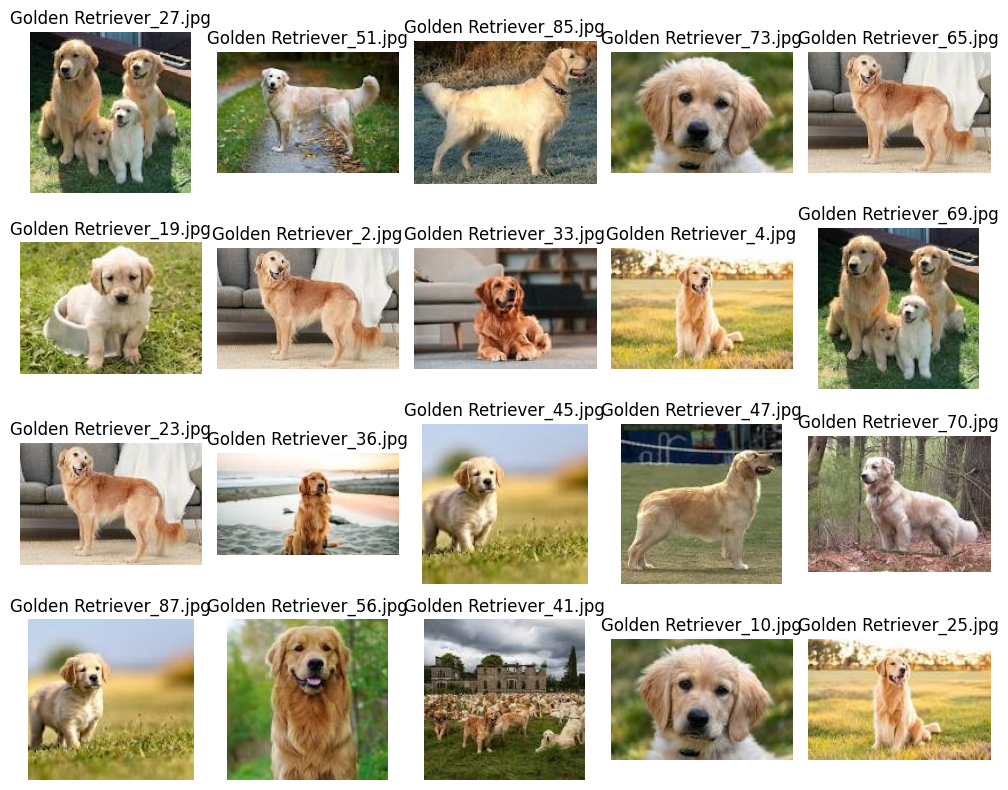 Golden Retriever_27.jpg
Golden Retriever_51.jpg
Golden Retriever_85.jpg
Golden Retriever_73.jpg
Golden Retriever_65.jpg
Golden Retriever_19.jpg
Golden Retriever_2.jpg
Golden Retriever_33.jpg
Golden Retriever_4.jpg
Golden Retriever_69.jpg
Golden Retriever_23.jpg
Golden Retriever_36.jpg
Golden Retriever_45.jpg
Golden Retriever_47.jpg
Golden Retriever_70.jpg
Golden Retriever_87.jpg
Golden Retriever_56.jpg
Golden Retriever_41.jpg
Golden Retriever_10.jpg
Golden Retriever_25.jpg